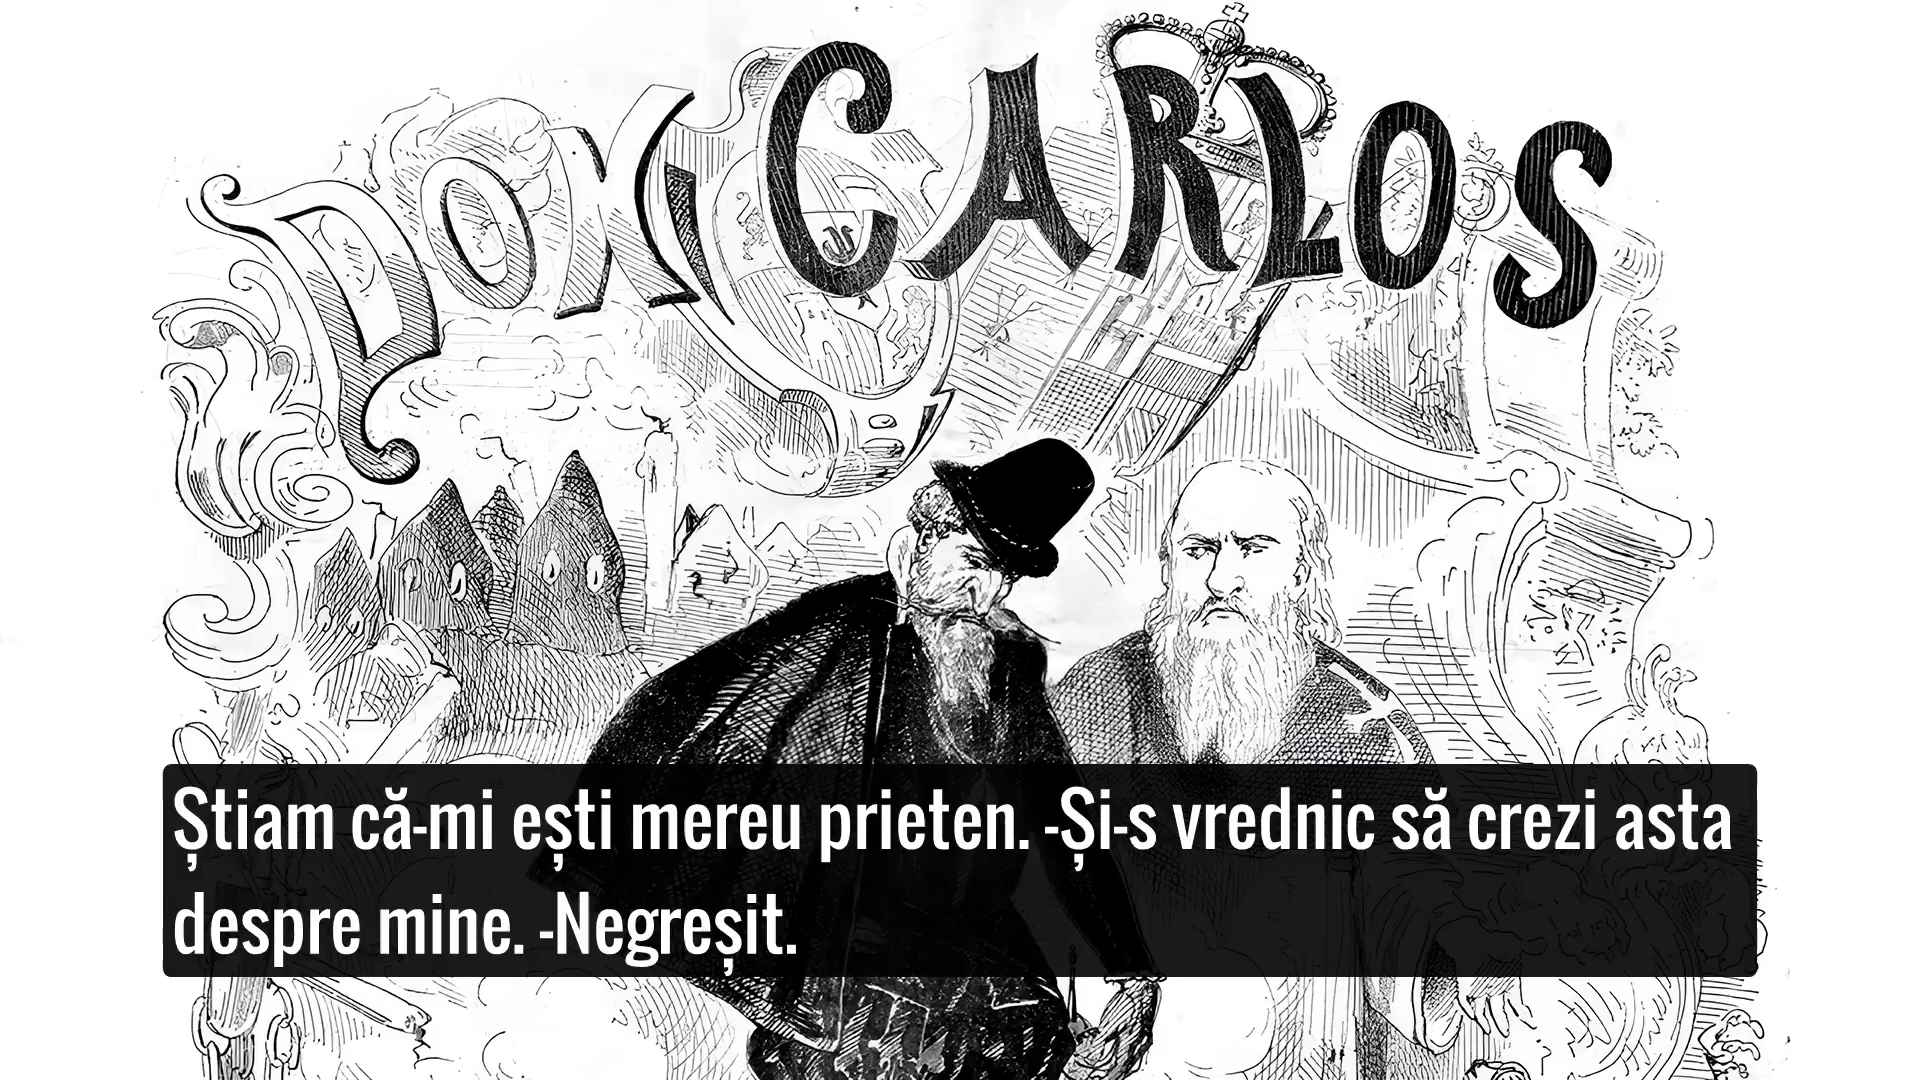 DON CARLOS
Știam că-mi ești mereu prieten. -Și-s vrednic să crezi asta
despre mine. -Negreșit.